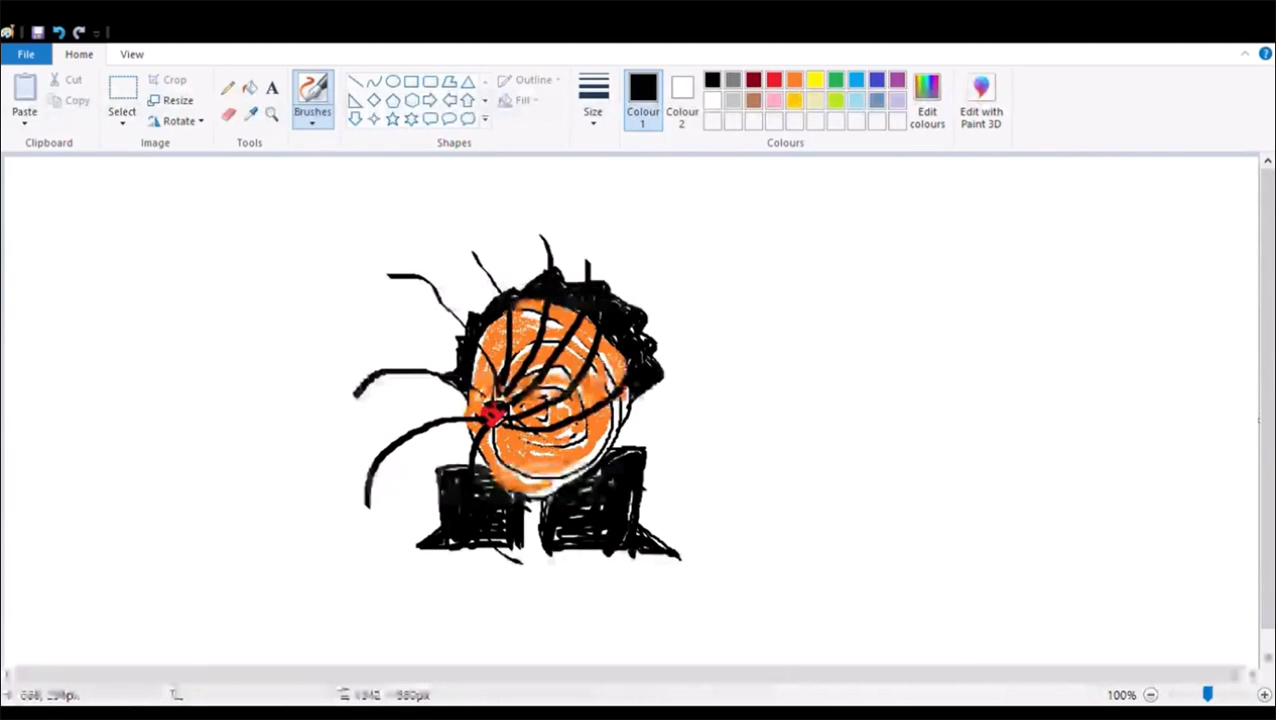 File Home View
Cut Crop Outline
Copy Resize Fill
Paste Select Rotate Brushes Size Colour 1 Colour 2 Edit colours Edit with Paint 3D
Clipboard Image Tools Shapes Colours
100%